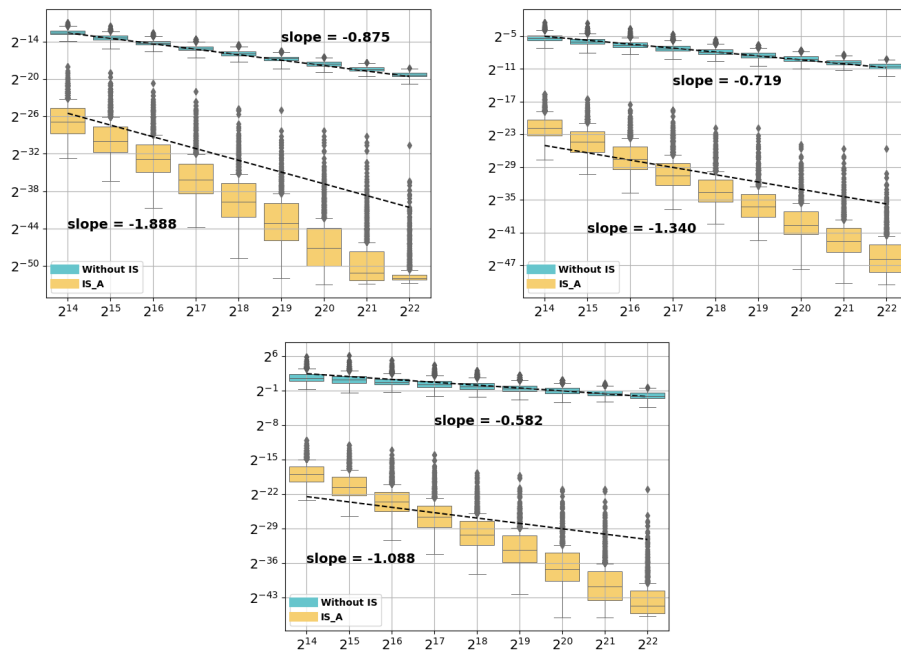 2^-14
2^-20
2^-26
2^-32
2^-38
2^-44
2^-50
slope = -0.875
slope = -1.888
Without IS
IS_A
2^14 2^15 2^16 2^17 2^18 2^19 2^20 2^21 2^22
2^-5
2^-11
2^-17
2^-23
2^-29
2^-35
2^-41
2^-47
slope = -0.719
slope = -1.340
Without IS
IS_A
2^14 2^15 2^16 2^17 2^18 2^19 2^20 2^21 2^22
2^6
2^-1
2^-8
2^-15
2^-22
2^-29
2^-36
2^-43
slope = -0.582
slope = -1.088
Without IS
IS_A
2^14 2^15 2^16 2^17 2^18 2^19 2^20 2^21 2^22